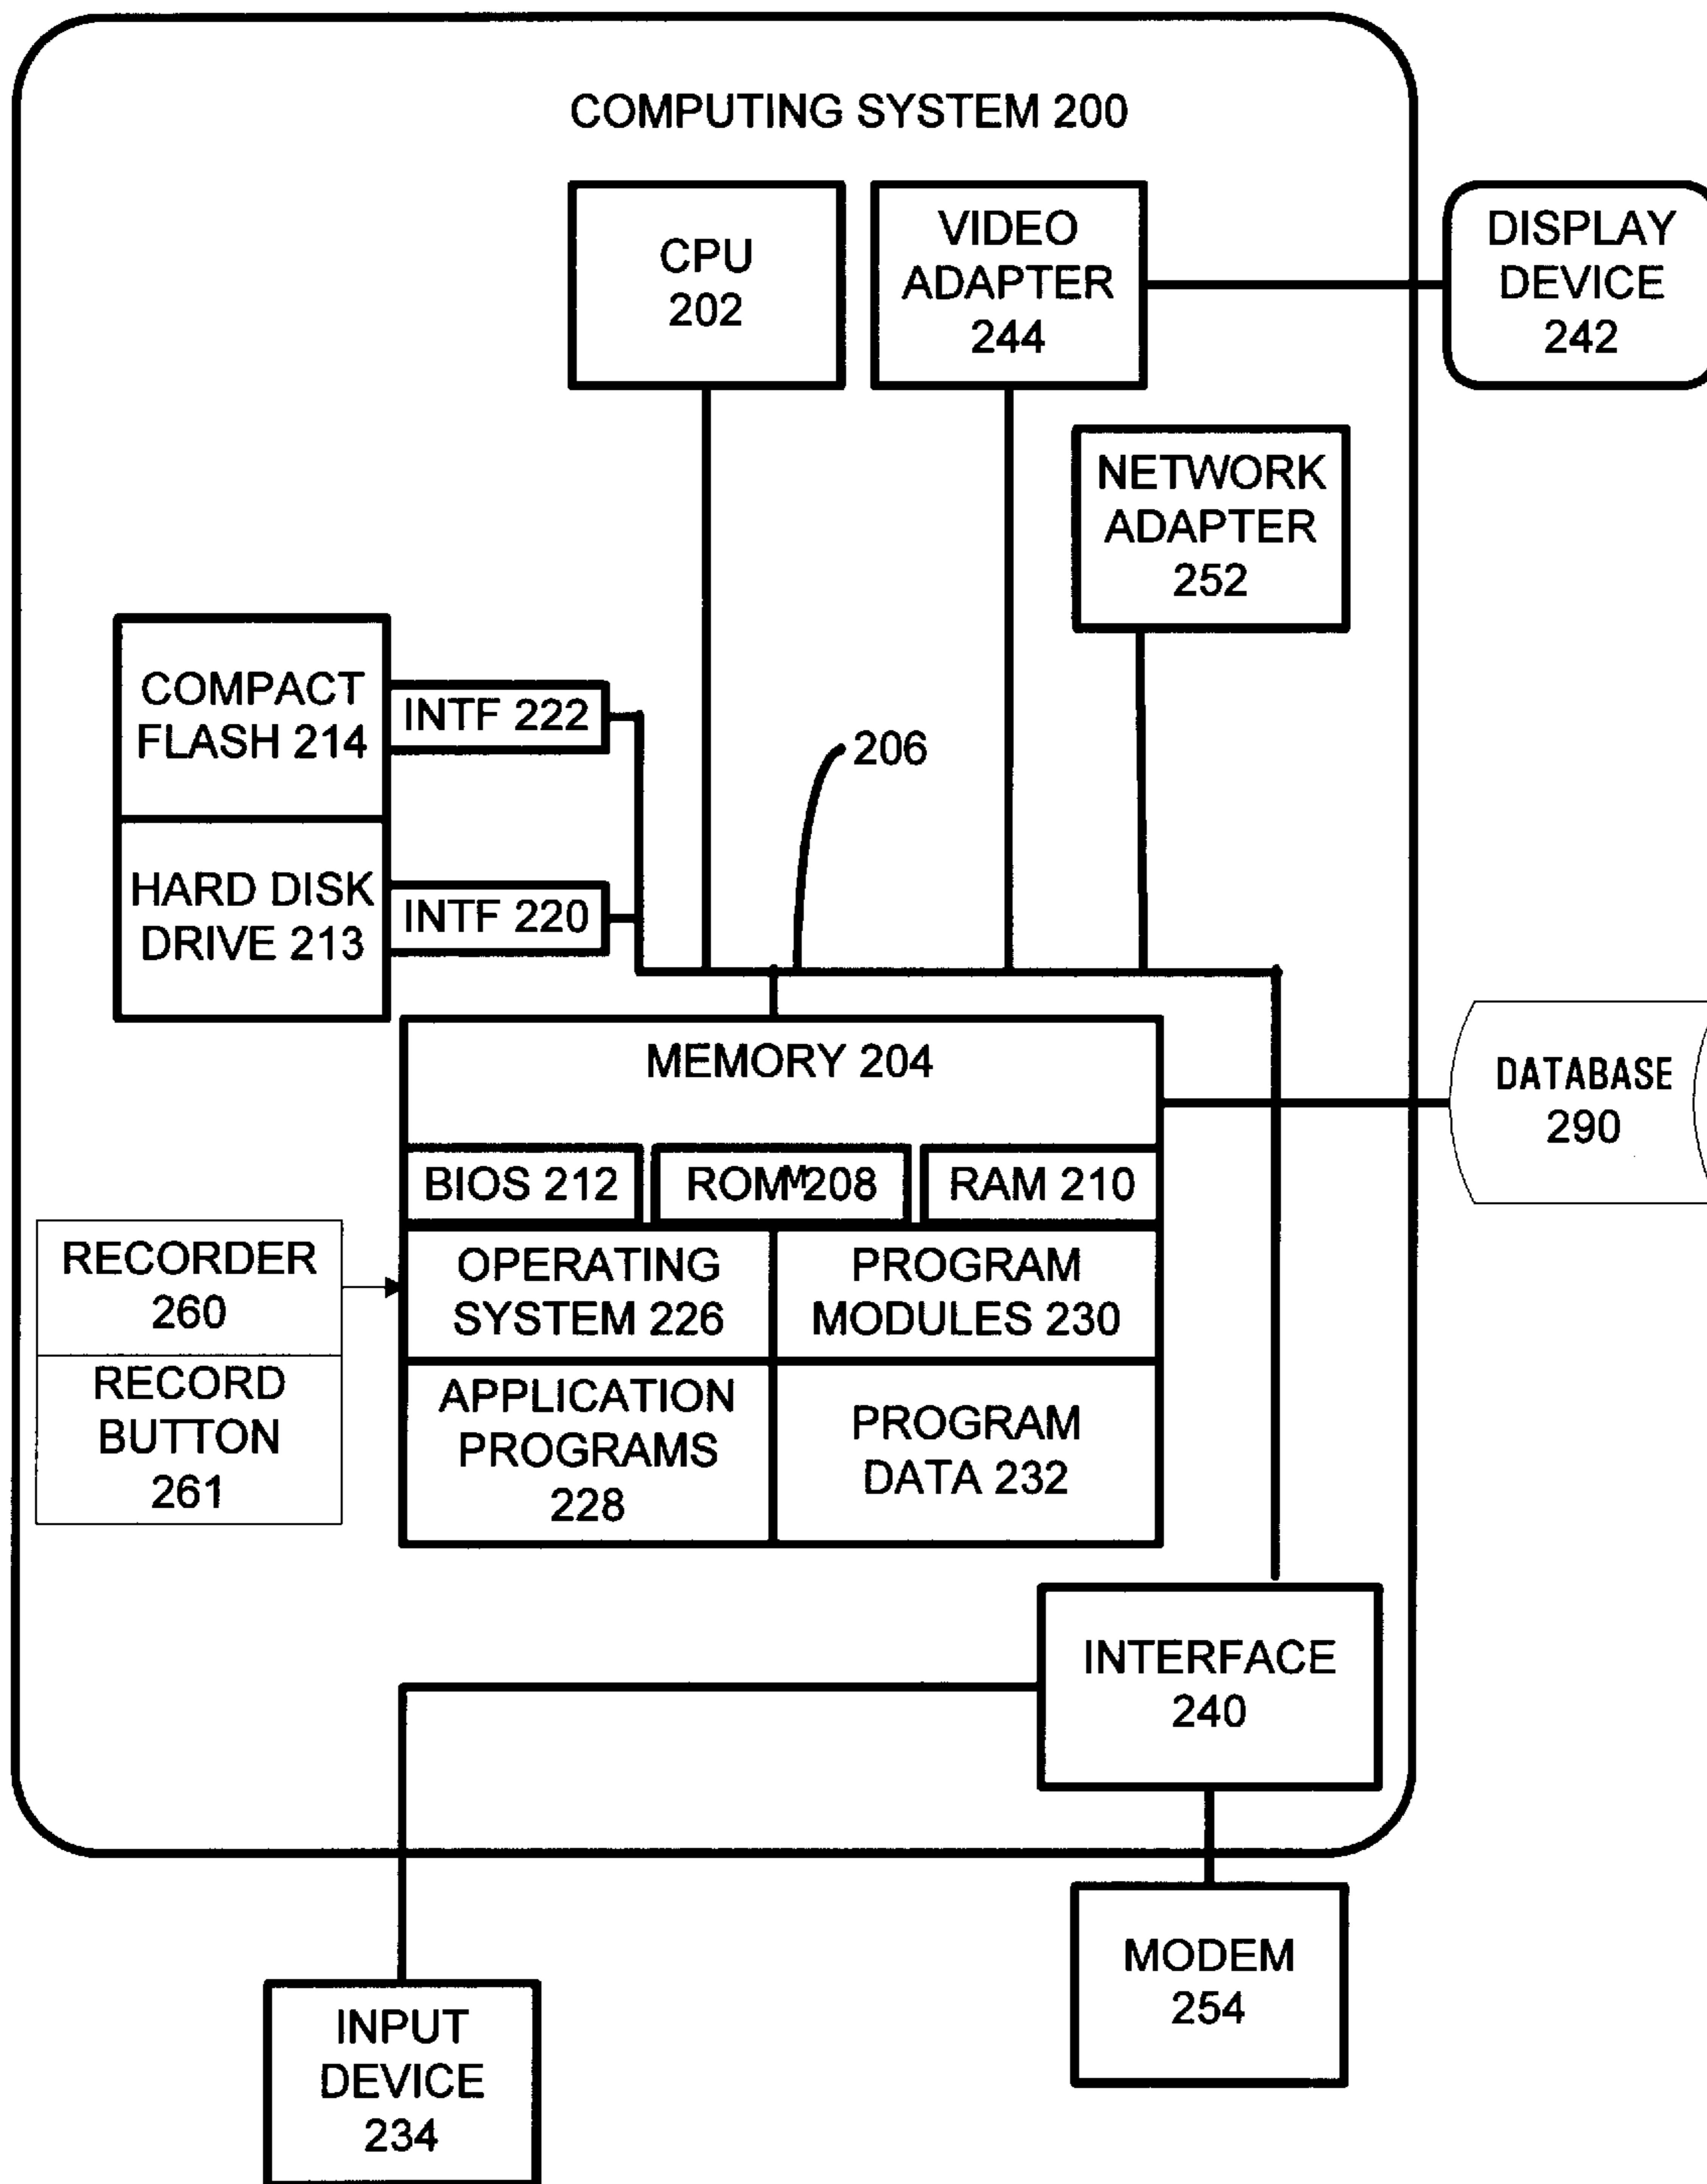 COMPUTING SYSTEM 200
CPU
202
VIDEO
ADAPTER
244
DISPLAY
DEVICE
242
NETWORK
ADAPTER
252
COMPACT
FLASH 214
INTF 222
206
HARD DISK
DRIVE 213
INTF 220
MEMORY 204
DATABASE
290
BIOS 212
ROMM208
RAM 210
RECORDER
260
OPERATING
SYSTEM 226
PROGRAM
MODULES 230
RECORD
BUTTON
261
APPLICATION
PROGRAMS
228
PROGRAM
DATA 232
INTERFACE
240
MODEM
254
INPUT
DEVICE
234